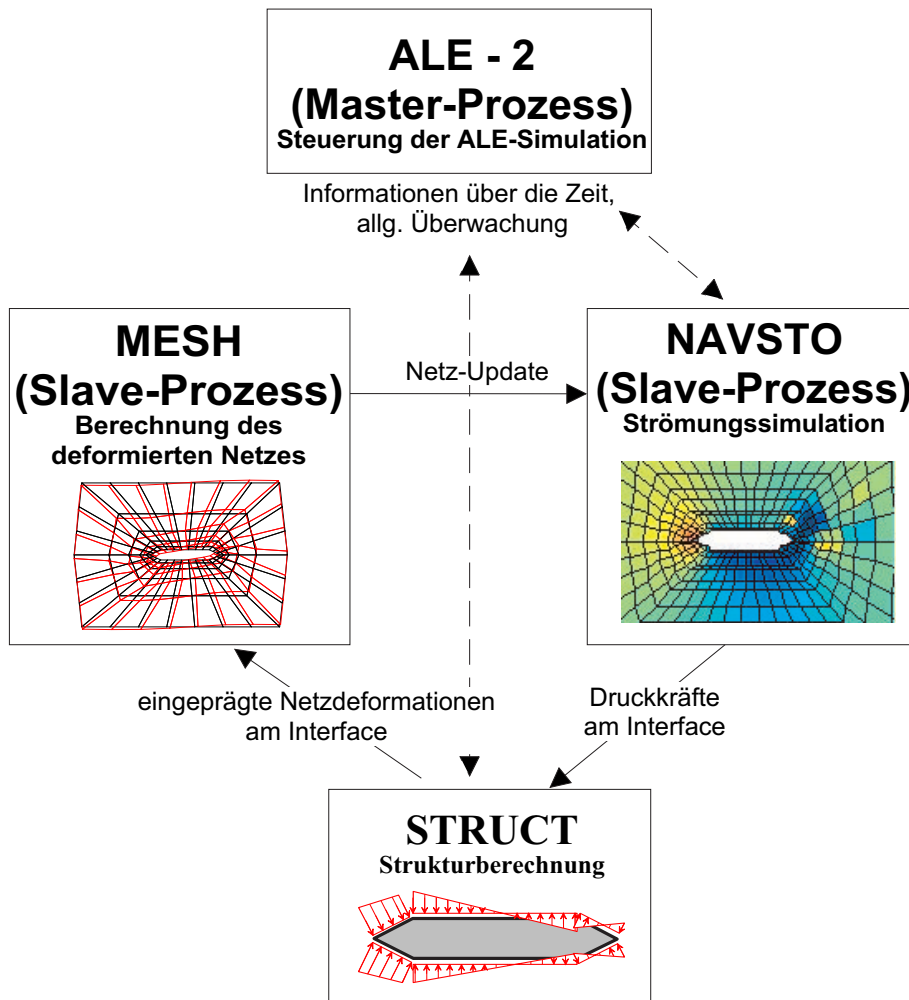 ALE - 2
(Master-Prozess)
Steuerung der ALE-Simulation
Informationen über die Zeit,
allg. Überwachung
MESH
(Slave-Prozess)
Berechnung des
deformierten Netzes
Netz-Update
NAVSTO
(Slave-Prozess)
Strömungssimulation
eingeprägte Netzdeformationen
am Interface
Druckkräfte
am Interface
STRUCT
Strukturberechnung